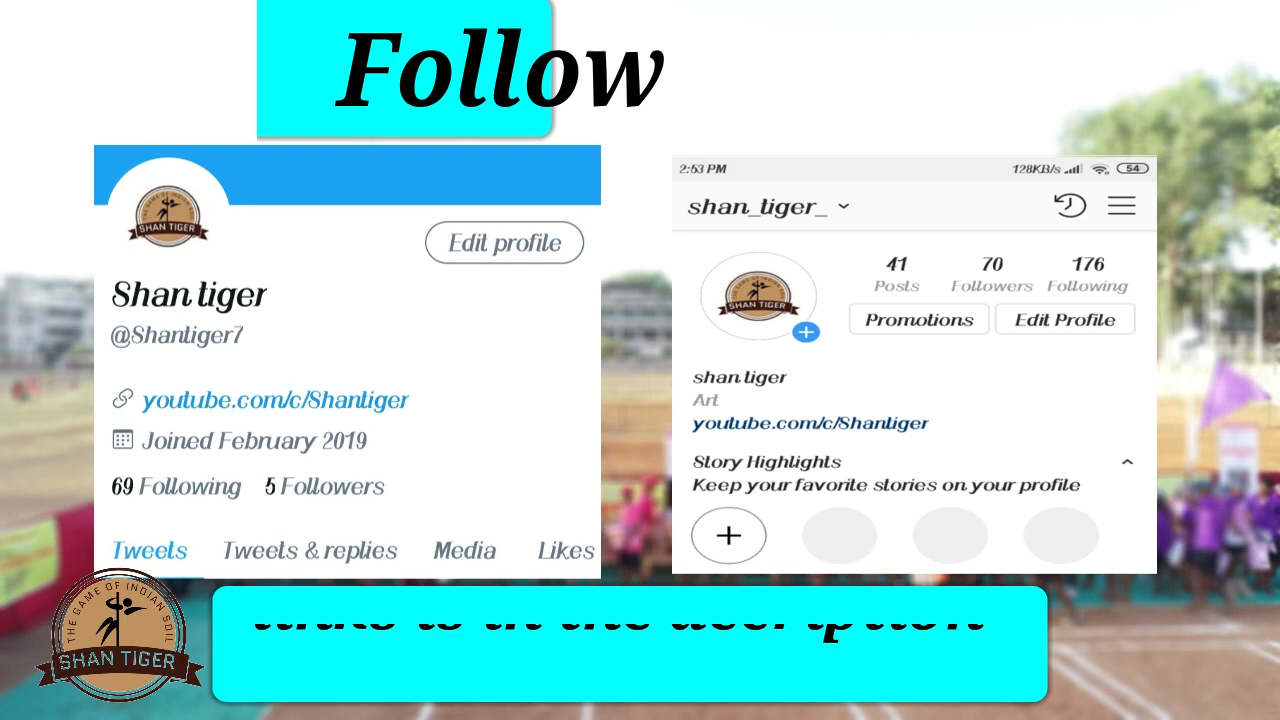 Follow
SHAN TIGER
Edit profile
Shan tiger
@Shantiger7
youtube.com/c/Shantiger
Joined February 2019
69 Following 5 Followers
Tweets Tweets & replies Media Likes
2:53 PM 128KB/s 54
shan_tiger_
41 70 176
Posts Followers Following
SHAN TIGER
Promotions Edit Profile
shan tiger
Art
youtube.com/c/Shantiger
Story Highlights
Keep your favorite stories on your profile
THE GAME OF INDIAN SOIL
SHAN TIGER